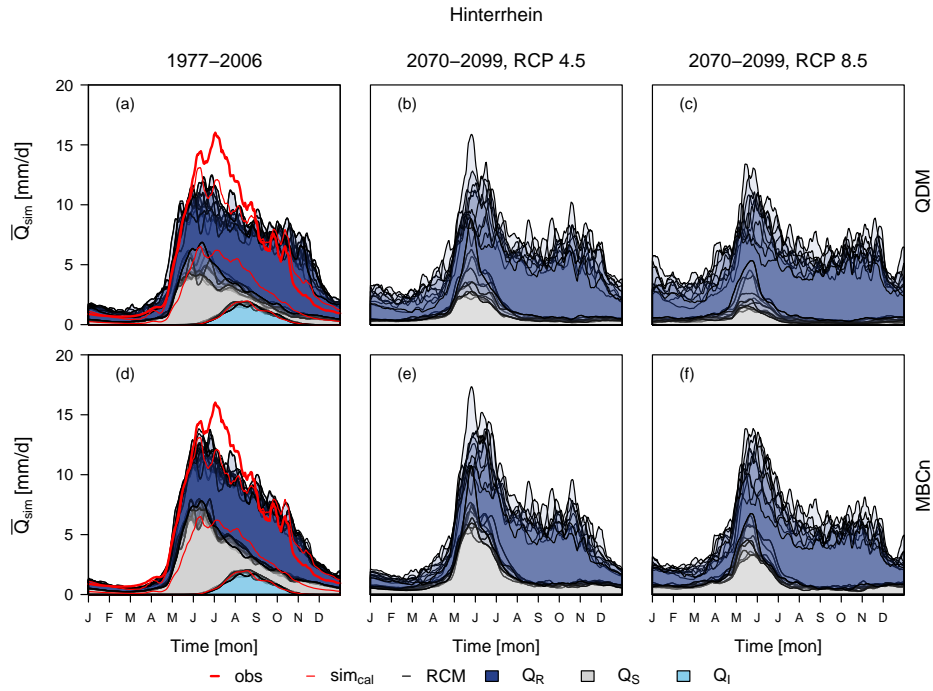 Hinterrhein
1977−2006
2070−2099, RCP 4.5
2070−2099, RCP 8.5
20
15
10
5
0
Q̅sim [mm/d]
(a)
(b)
(c)
QDM
20
15
10
5
0
Q̅sim [mm/d]
(d)
(e)
(f)
MBCn
J F M A M J J A S O N D
J F M A M J J A S O N D
J F M A M J J A S O N D
Time [mon]
Time [mon]
Time [mon]
obs simcal RCM QR QS QI